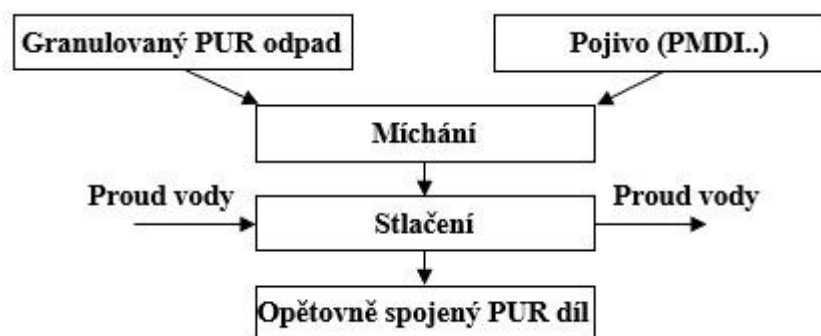 Granulovaný PUR odpad
Pojivo (PMDI..)
Míchání
Proud vody
Stlačení
Proud vody
Opětovně spojený PUR díl